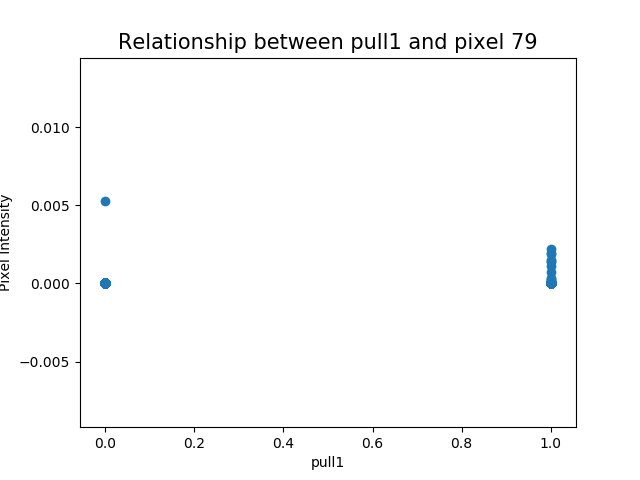 Relationship between pull1 and pixel 79
0.010
0.005
0.000
−0.005
Pixel Intensity
0.0 0.2 0.4 0.6 0.8 1.0
pull1